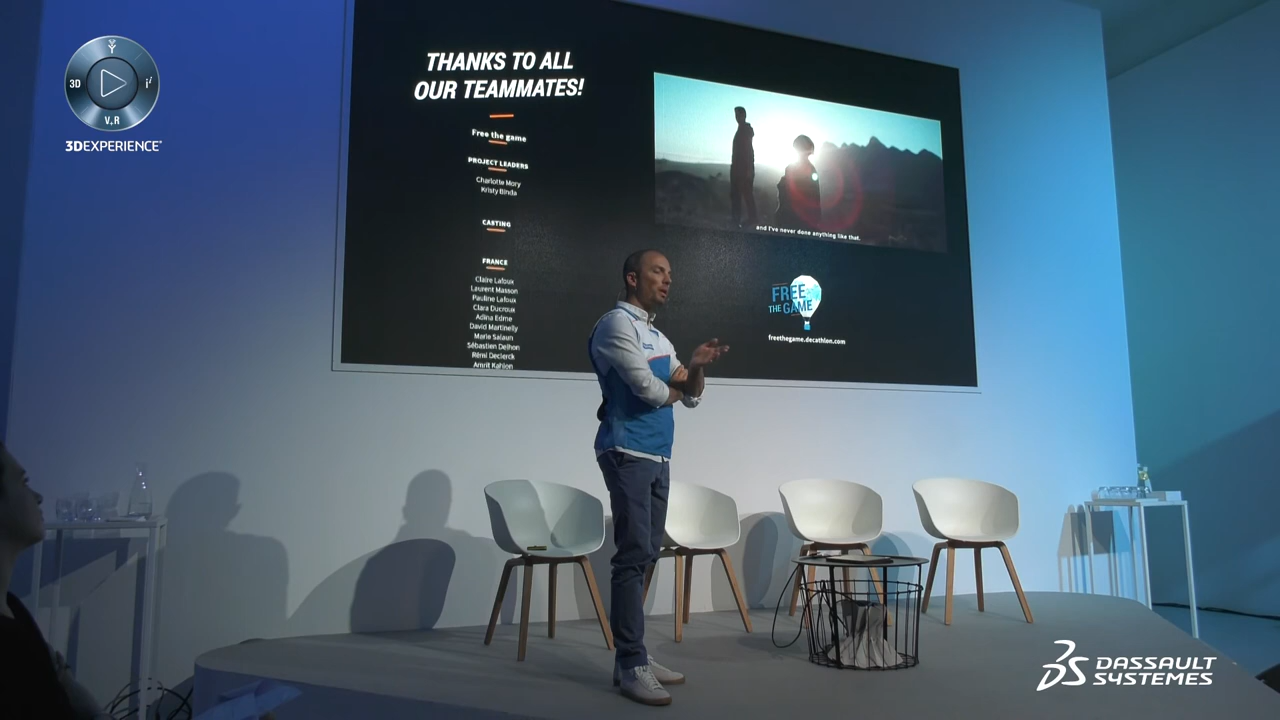 3D
i
V,R
3DEXPERIENCE
THANKS TO ALL
OUR TEAMMATES!
Free the game
PROJECT LEADERS
Charlotte Mory
Kristy Binda
CASTING
FRANCE
Claire Lafoux
Laurent Masson
Pauline Lafoux
Clara Ducroux
Adina Edme
David Martinelly
Marie Salaun
Sébastien Delhon
Rémi Declerck
Amrit Kahlon
and I've never done anything like that.
FREE
THE GAME
freethegame.decathlon.com
DASSAULT
SYSTEMES